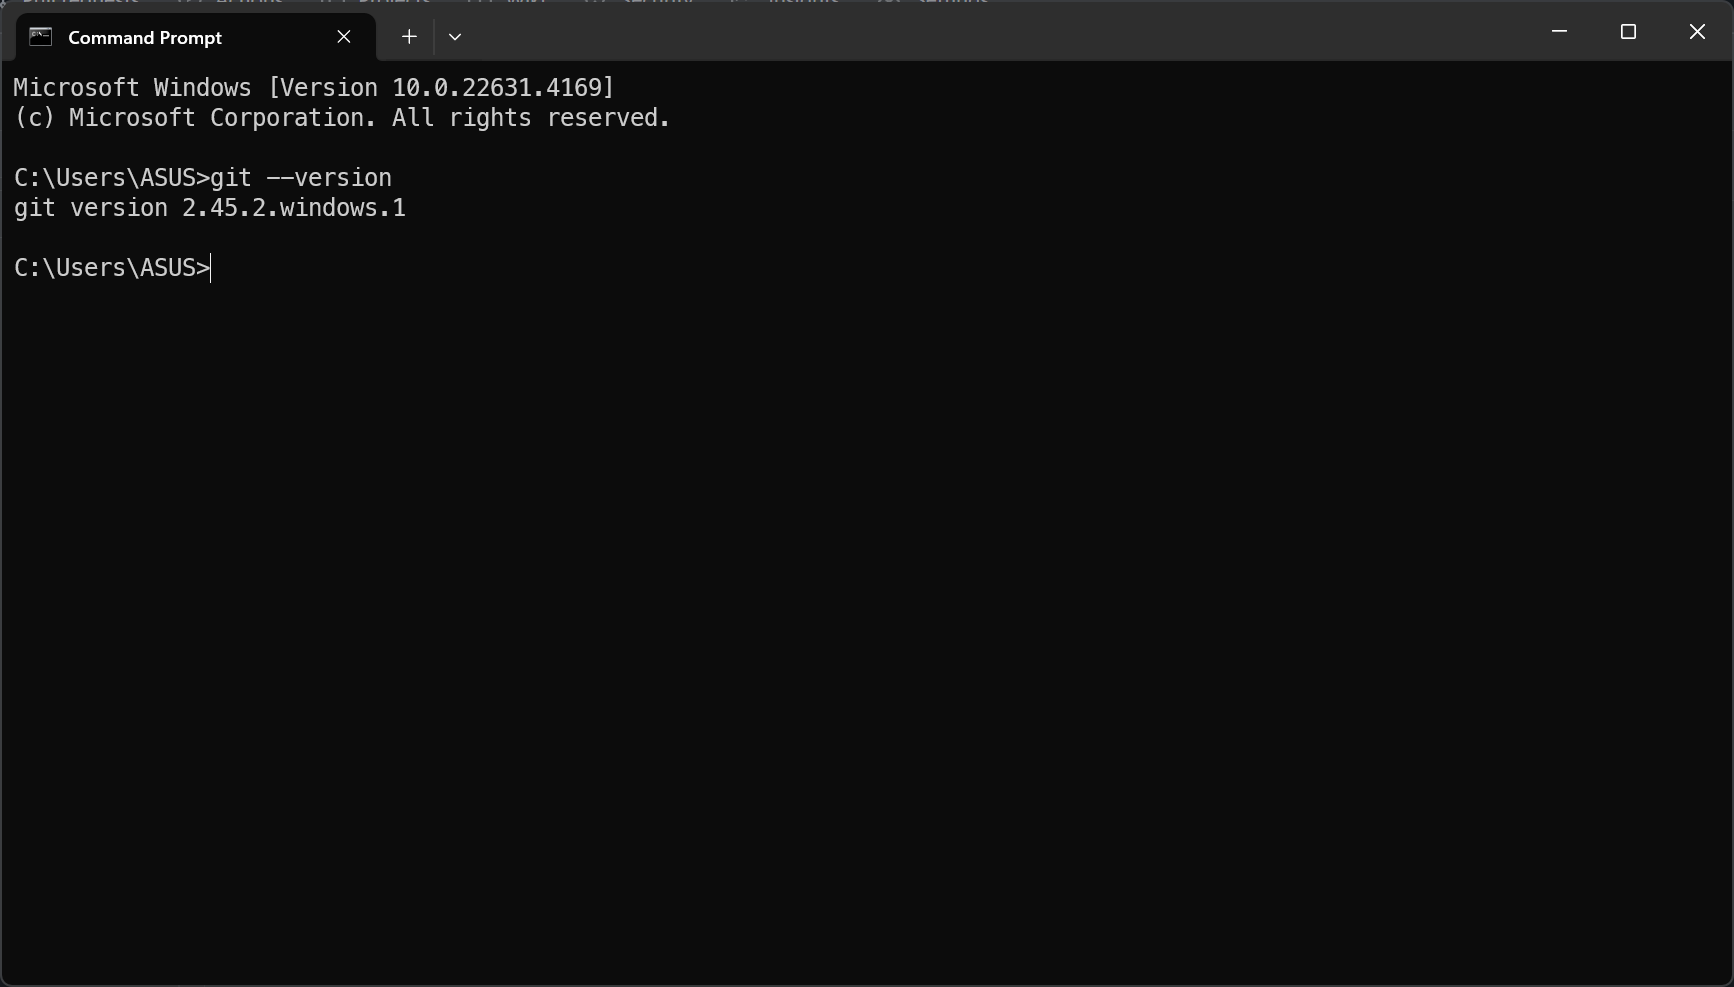 Command Prompt
Microsoft Windows [Version 10.0.22631.4169]
(c) Microsoft Corporation. All rights reserved.
C:\Users\ASUS>git --version
git version 2.45.2.windows.1
C:\Users\ASUS>